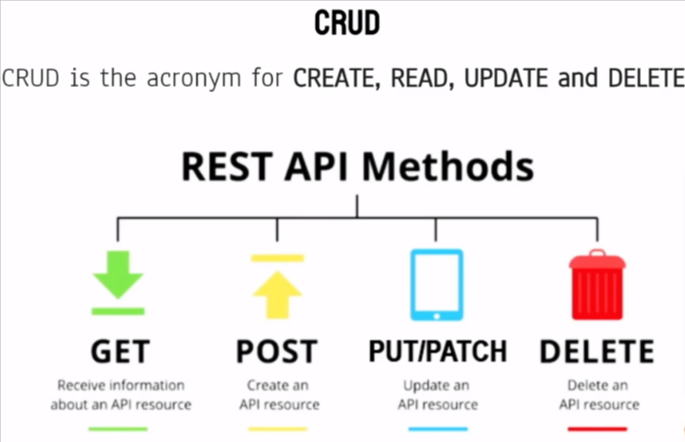 CRUD
CRUD is the acronym for CREATE, READ, UPDATE and DELETE
REST API Methods
GET
POST
PUT/PATCH
DELETE
Receive information
about an API resource
Create an
API resource
Update an
API resource
Delete an
API resource